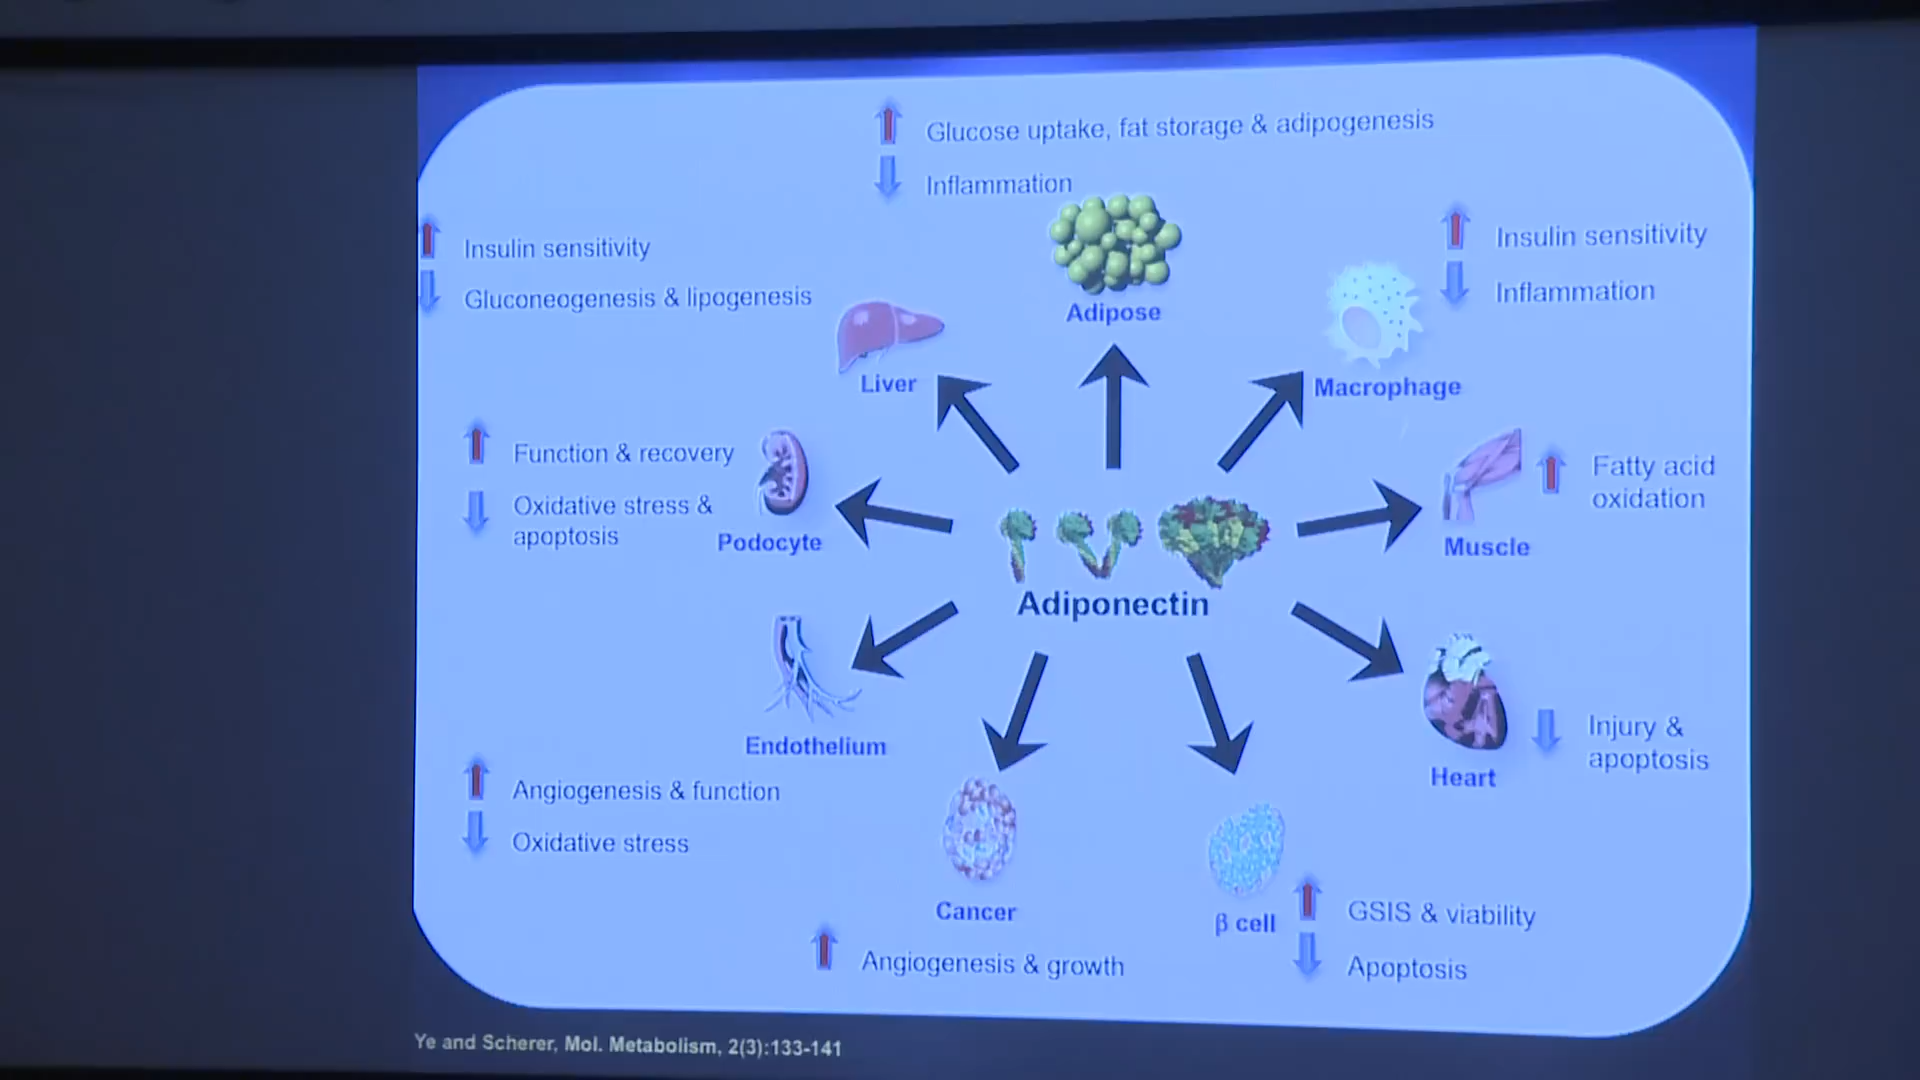 Glucose uptake, fat storage & adipogenesis
Inflammation
Adipose
Insulin sensitivity
Gluconeogenesis & lipogenesis
Liver
Insulin sensitivity
Inflammation
Macrophage
Function & recovery
Oxidative stress &
apoptosis
Podocyte
Fatty acid
oxidation
Muscle
Adiponectin
Endothelium
Angiogenesis & function
Oxidative stress
Injury &
apoptosis
Heart
Cancer
Angiogenesis & growth
β cell
GSIS & viability
Apoptosis
Ye and Scherer, Mol. Metabolism, 2(3):133-141